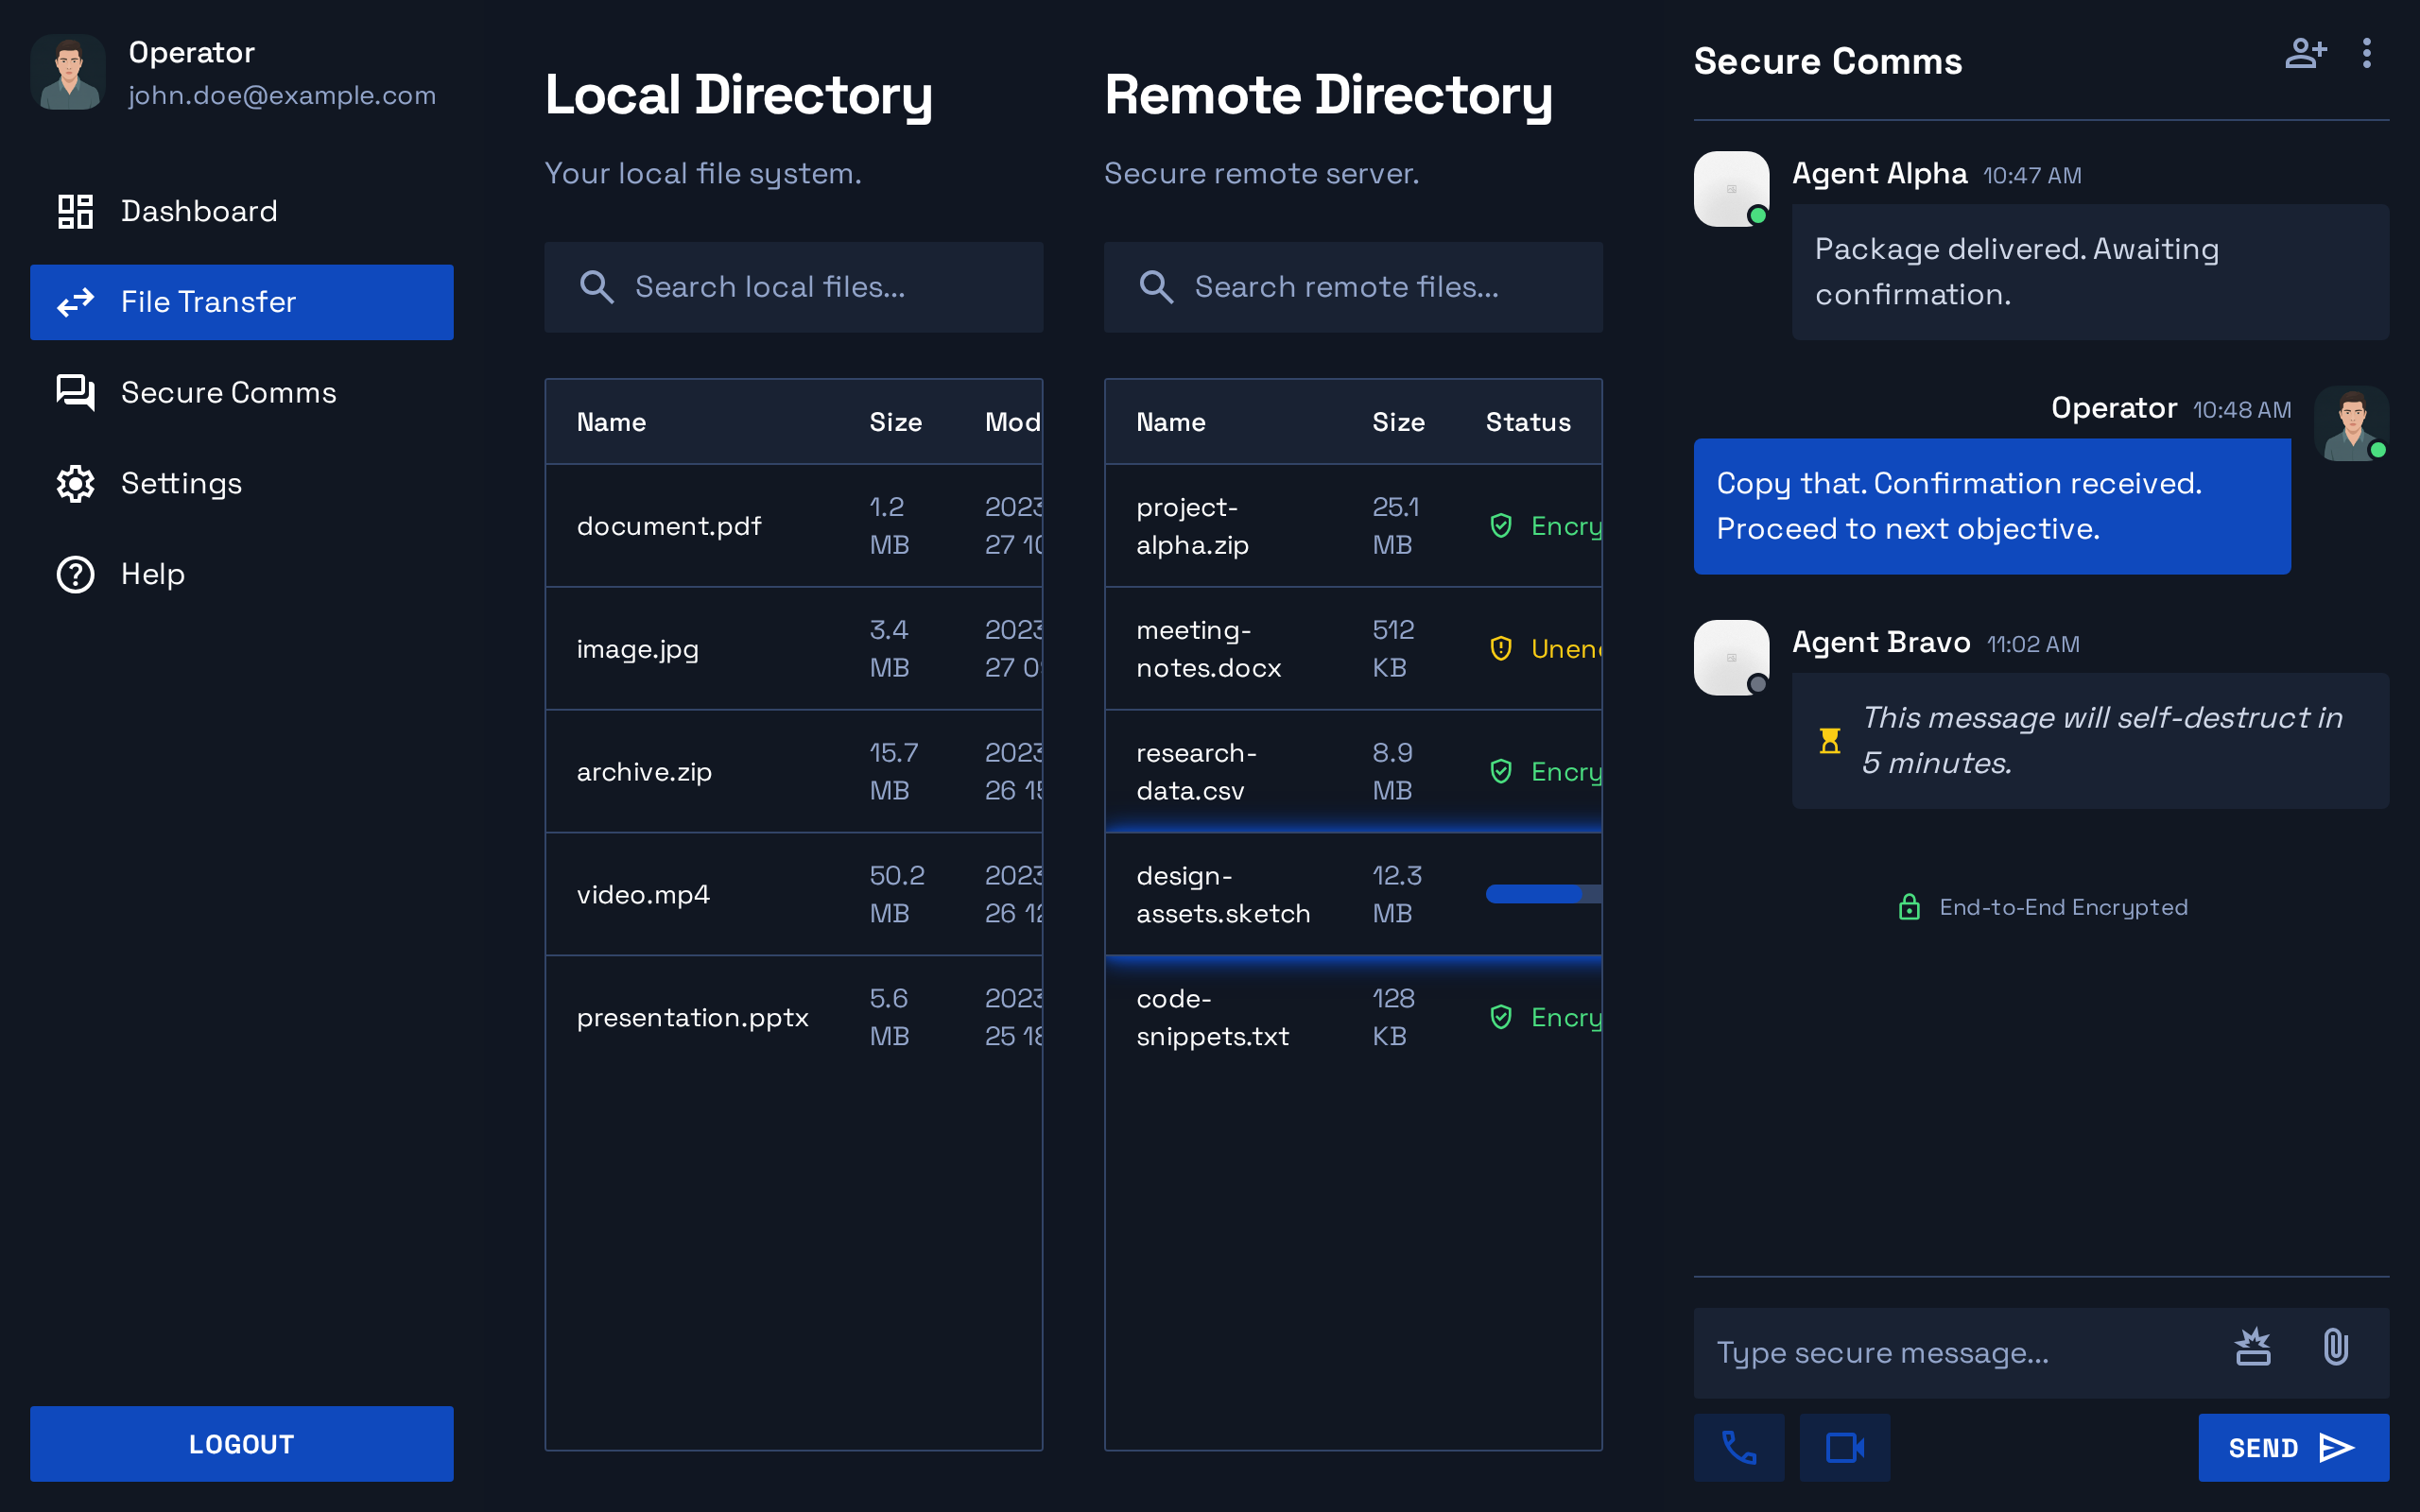 Operator
john.doe@example.com
Dashboard
File Transfer
Secure Comms
Settings
Help
LOGOUT
Local Directory
Your local file system.
Search local files...
Name Size Mod
document.pdf 1.2 MB 2023 27 10
image.jpg 3.4 MB 2023 27 0
archive.zip 15.7 MB 2023 26 15
video.mp4 50.2 MB 2023 26 12
presentation.pptx 5.6 MB 2023 25 18
Remote Directory
Secure remote server.
Search remote files...
Name Size Status
project-alpha.zip 25.1 MB Encry
meeting-notes.docx 512 KB Unenc
research-data.csv 8.9 MB Encry
design-assets.sketch 12.3 MB
code-snippets.txt 128 KB Encry
Secure Comms
Agent Alpha 10:47 AM
Package delivered. Awaiting
confirmation.
Operator 10:48 AM
Copy that. Confirmation received.
Proceed to next objective.
Agent Bravo 11:02 AM
This message will self-destruct in
5 minutes.
End-to-End Encrypted
Type secure message...
SEND